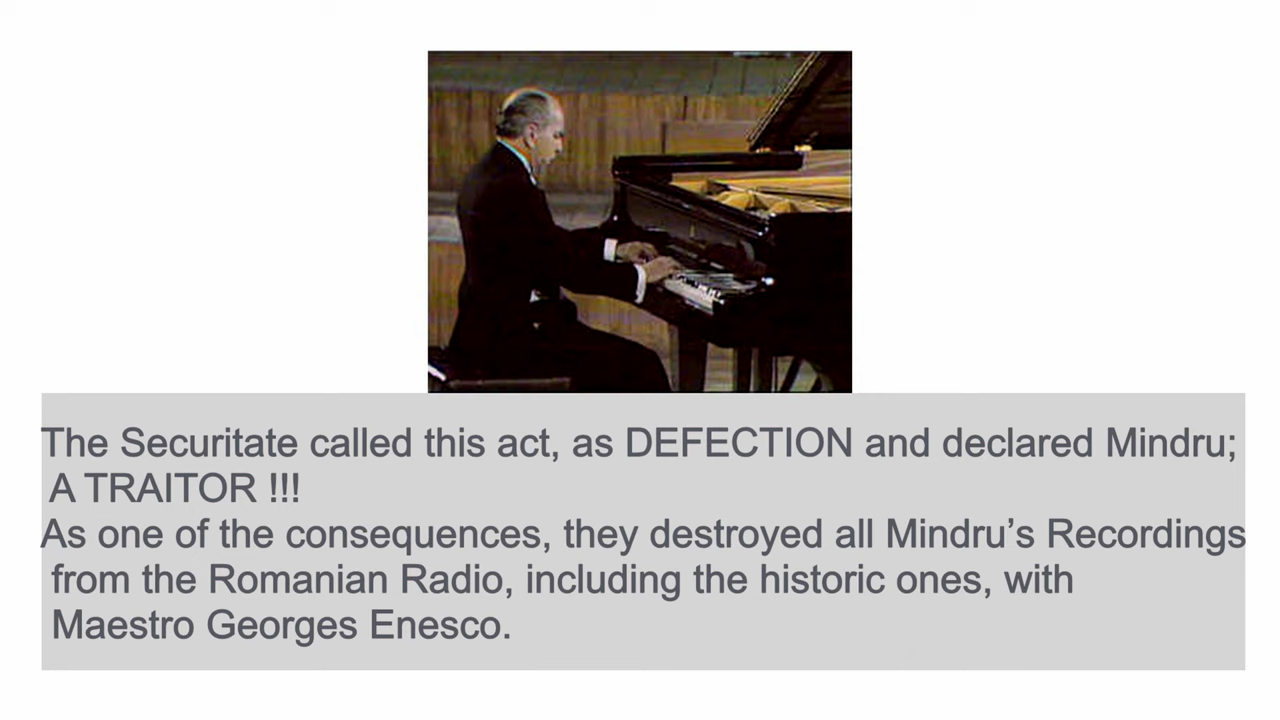 The Securitate called this act, as DEFECTION and declared Mindru;
A TRAITOR !!!
As one of the consequences, they destroyed all Mindru’s Recordings
from the Romanian Radio, including the historic ones, with
Maestro Georges Enesco.